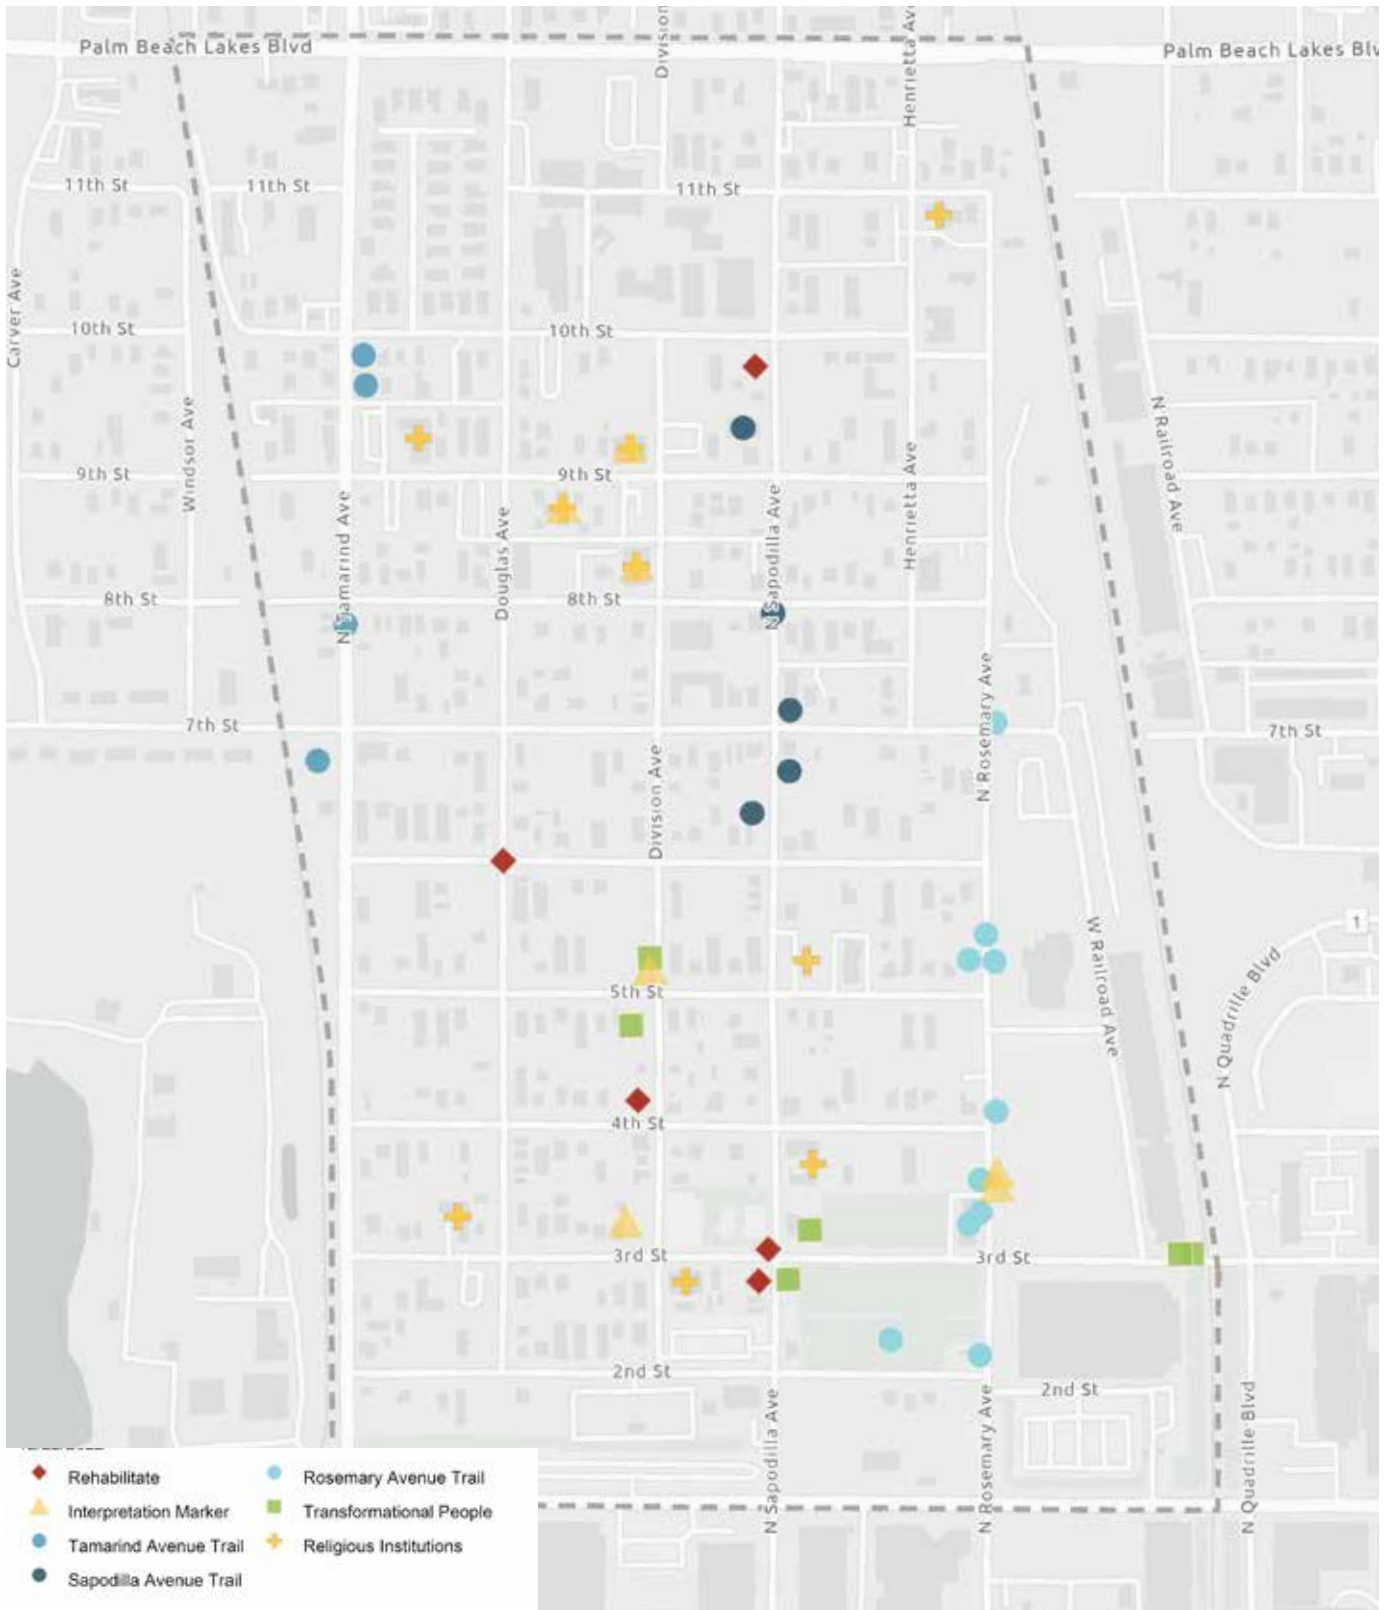 Division
Henrietta Av
Palm Beach Lakes Blvd
Palm Beach Lakes Blv
11th St
11th St
11th St
Carver Ave
10th St
10th St
Windsor Ave
N Railroad Ave
9th St
9th St
Henrietta Ave
N Tamarind Ave
Douglas Ave
N Sapodilla Ave
8th St
8th St
N Rosemary Ave
7th St
7th St
Division Ave
W Railroad Ave
1
N Quadrille Blvd
5th St
4th St
3rd St
3rd St
2nd St
2nd St
N Sapodilla Ave
N Rosemary Ave
N Quadrille Blvd
Rehabilitate
Rosemary Avenue Trail
Interpretation Marker
Transformational People
Tamarind Avenue Trail
Religious Institutions
Sapodilla Avenue Trail